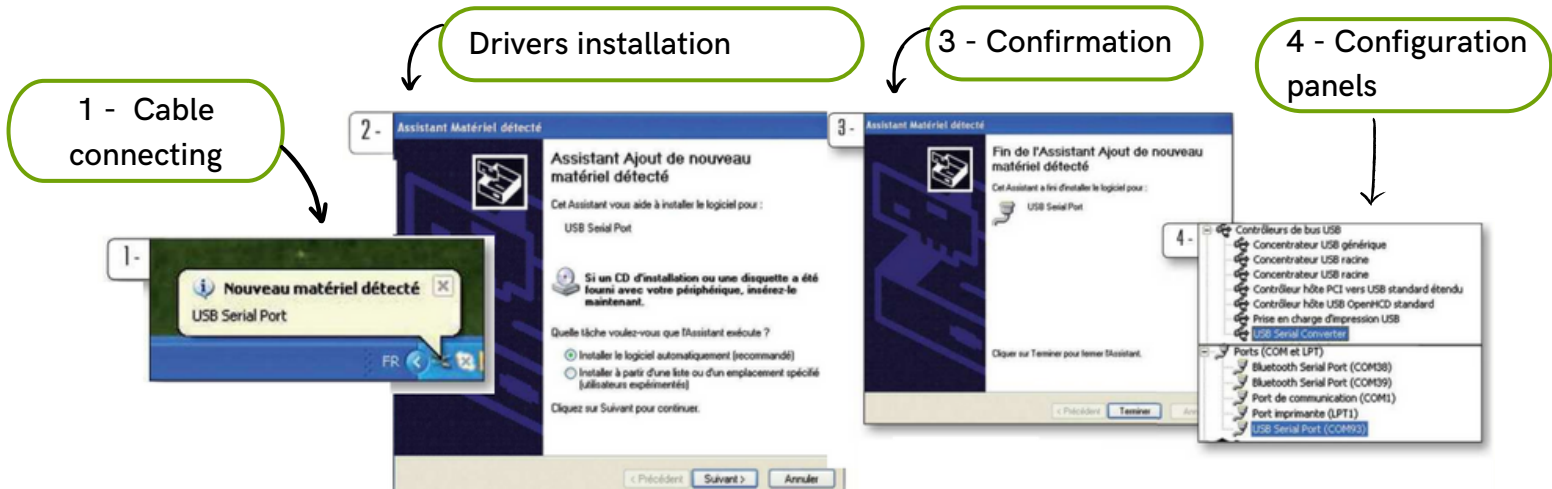 1 - Cable
connecting
Drivers installation
3 - Confirmation
4 - Configuration
panels
1 -
Nouveau matériel détecté
USB Serial Port
FR
2 -
Assistant Matériel détecté
Assistant Ajout de nouveau
matériel détecté
Cet Assistant vous aide à installer le logiciel pour :
USB Serial Port
Si un CD d'installation ou une disquette a été
fourni avec votre périphérique, insérez-le
maintenant.
Quelle tâche voulez-vous que l'Assistant exécute ?
Installer le logiciel automatiquement (recommandé)
Installer à partir d'une liste ou d'un emplacement spécifié
(utilisateurs expérimentés)
Cliquez sur Suivant pour continuer.
< Précédent
Suivant >
Annuler
3 -
Assistant Matériel détecté
Fin de l'Assistant Ajout de nouveau
matériel détecté
Cet Assistant a fini d'installer le logiciel pour :
USB Serial Port
Cliquer sur Terminer pour fermer l'Assistant.
< Précédent
Terminer
4 -
Contrôleurs de bus USB
Concentrateur USB générique
Concentrateur USB racine
Concentrateur USB racine
Contrôleur hôte PCI vers USB standard étendu
Contrôleur hôte USB OpenHCD standard
Prise en charge d'impression USB
USB Serial Converter
Ports (COM et LPT)
Bluetooth Serial Port (COM38)
Bluetooth Serial Port (COM39)
Port de communication (COM1)
Port imprimante (LPT1)
USB Serial Port (COM93)